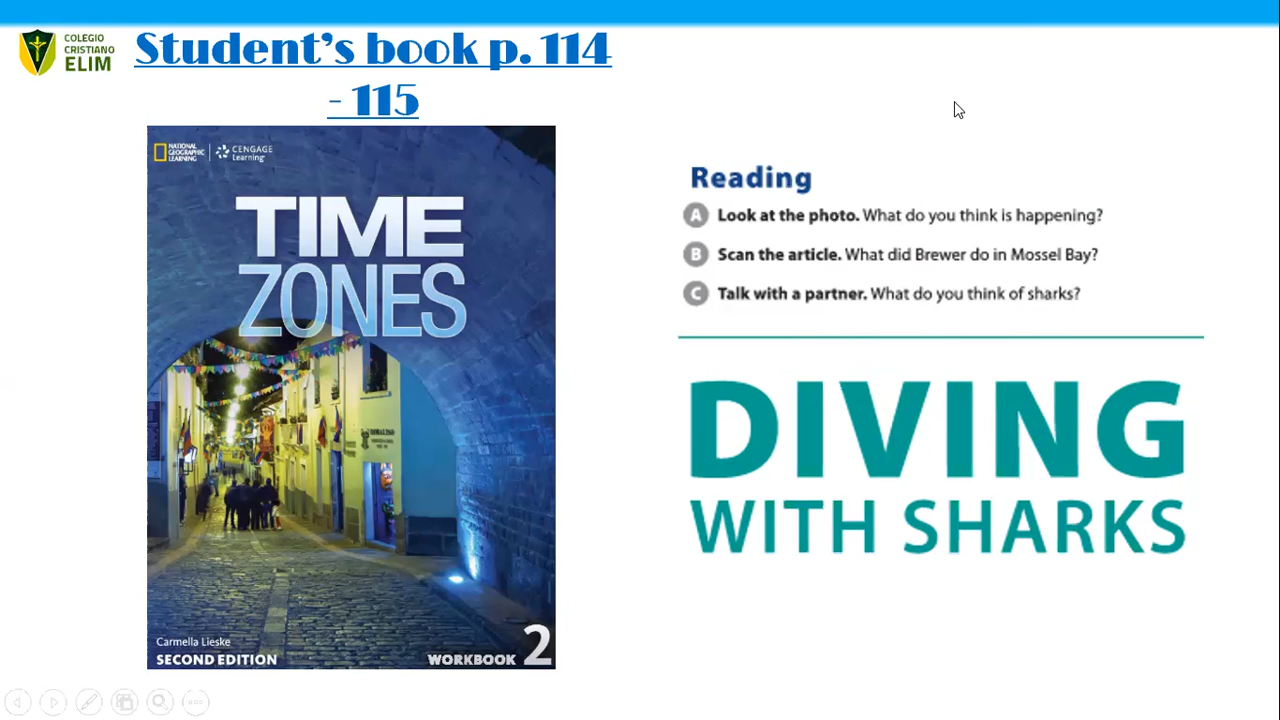 COLEGIO
CRISTIANO
ELIM
Student's book p. 114
- 115
NATIONAL
GEOGRAPHIC
LEARNING
CENGAGE
Learning
TIME
ZONES
Carmella Lieske
SECOND EDITION
WORKBOOK 2
Reading
A Look at the photo. What do you think is happening?
B Scan the article. What did Brewer do in Mossel Bay?
C Talk with a partner. What do you think of sharks?
DIVING
WITH SHARKS